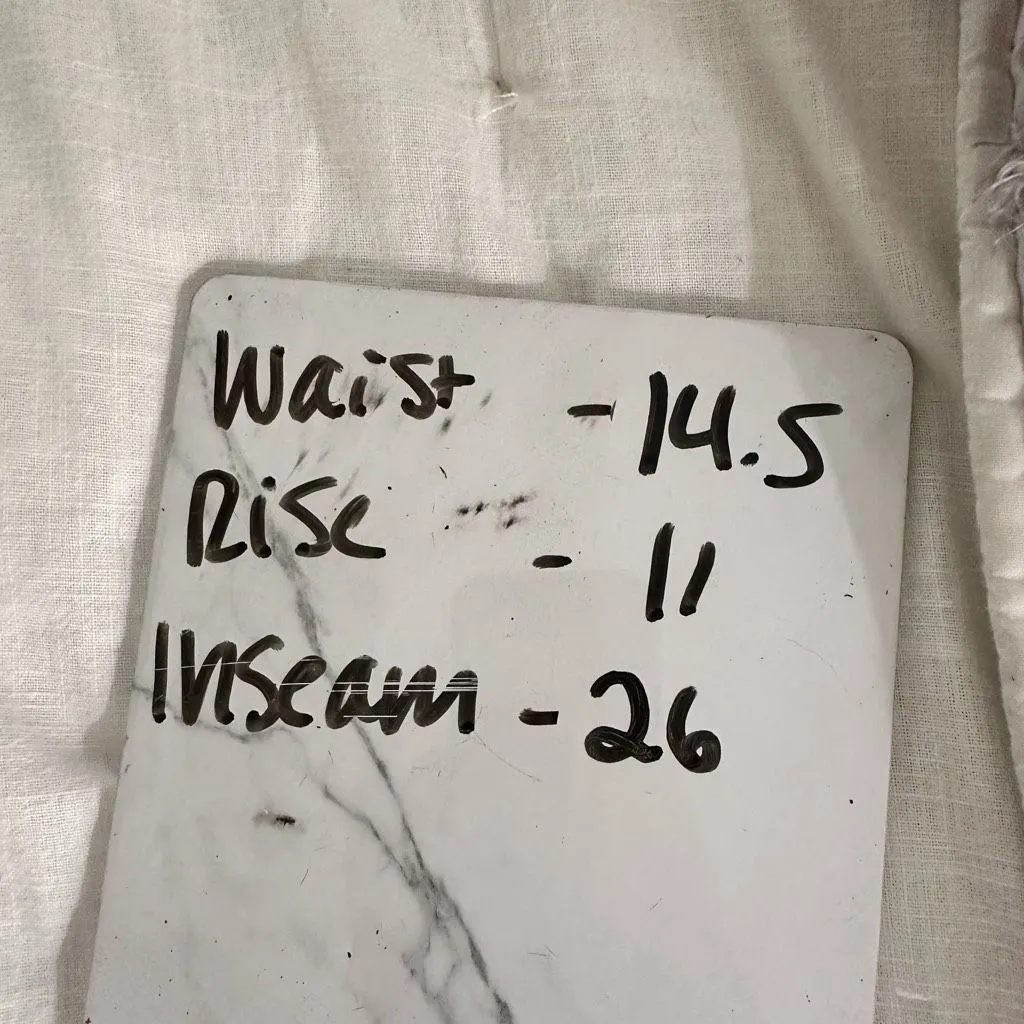 Waist - 14.5
Rise - 11
Inseam - 26